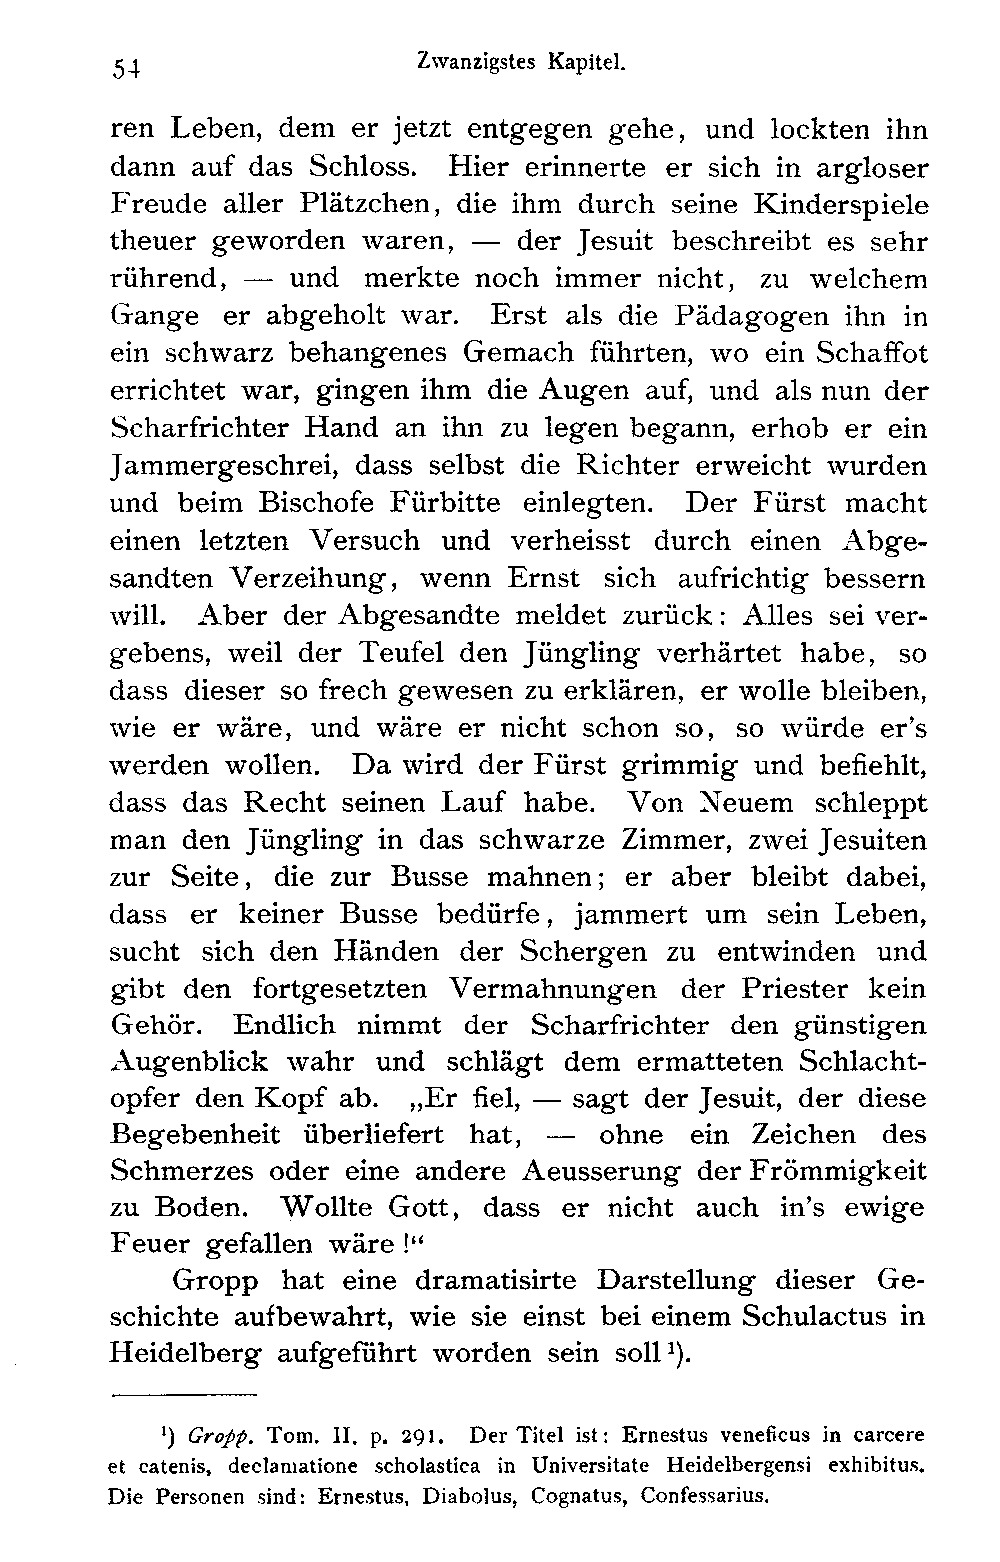 54
Zwanzigstes Kapitel.
ren Leben, dem er jetzt entgegen gehe, und lockten ihn
dann auf das Schloss. Hier erinnerte er sich in argloser
Freude aller Plätzchen, die ihm durch seine Kinderspiele
theuer geworden waren, — der Jesuit beschreibt es sehr
rührend, — und merkte noch immer nicht, zu welchem
Gange er abgeholt war. Erst als die Pädagogen ihn in
ein schwarz behangenes Gemach führten, wo ein Schaffot
errichtet war, gingen ihm die Augen auf, und als nun der
Scharfrichter Hand an ihn zu legen begann, erhob er ein
Jammergeschrei, dass selbst die Richter erweicht wurden
und beim Bischofe Fürbitte einlegten. Der Fürst macht
einen letzten Versuch und verheisst durch einen Abge-
sandten Verzeihung, wenn Ernst sich aufrichtig bessern
will. Aber der Abgesandte meldet zurück: Alles sei ver-
gebens, weil der Teufel den Jüngling verhärtet habe, so
dass dieser so frech gewesen zu erklären, er wolle bleiben,
wie er wäre, und wäre er nicht schon so, so würde er's
werden wollen. Da wird der Fürst grimmig und befiehlt,
dass das Recht seinen Lauf habe. Von Neuem schleppt
man den Jüngling in das schwarze Zimmer, zwei Jesuiten
zur Seite, die zur Busse mahnen; er aber bleibt dabei,
dass er keiner Busse bedürfe, jammert um sein Leben,
sucht sich den Händen der Schergen zu entwinden und
gibt den fortgesetzten Vermahnungen der Priester kein
Gehör. Endlich nimmt der Scharfrichter den günstigen
Augenblick wahr und schlägt dem ermatteten Schlacht-
opfer den Kopf ab. „Er fiel, — sagt der Jesuit, der diese
Begebenheit überliefert hat, — ohne ein Zeichen des
Schmerzes oder eine andere Aeusserung der Frömmigkeit
zu Boden. Wollte Gott, dass er nicht auch in's ewige
Feuer gefallen wäre!“
Gropp hat eine dramatisirte Darstellung dieser Ge-
schichte aufbewahrt, wie sie einst bei einem Schulactus in
Heidelberg aufgeführt worden sein soll ¹).
¹) Gropp. Tom. II. p. 291. Der Titel ist: Ernestus veneficus in carcere
et catenis, declamatione scholastica in Universitate Heidelbergensi exhibitus.
Die Personen sind: Ernestus, Diabolus, Cognatus, Confessarius.